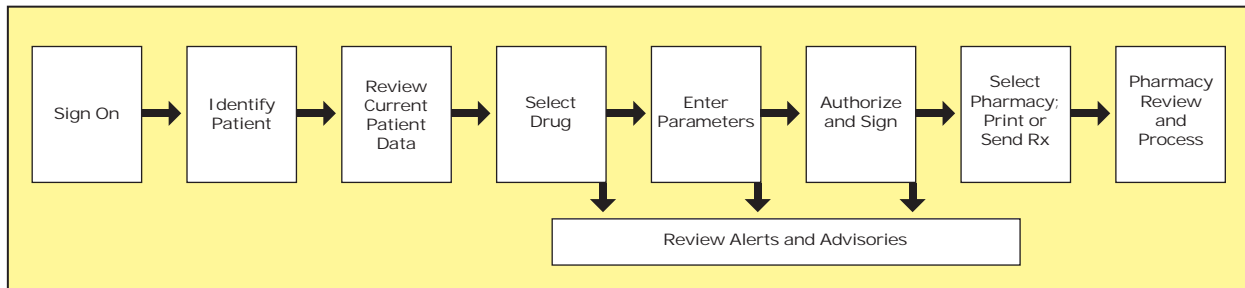 Sign On
Identify
Patient
Review
Current
Patient
Data
Select
Drug
Enter
Parameters
Authorize
and Sign
Select
Pharmacy;
Print or
Send Rx
Pharmacy
Review
and
Process
Review Alerts and Advisories